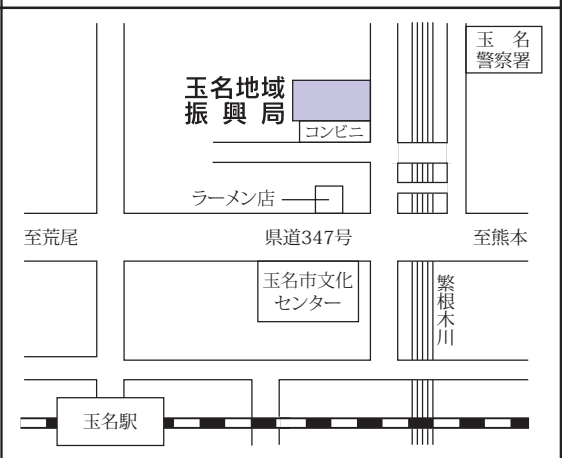 玉 名
警察署
玉名地域
振 興 局
コンビニ
ラーメン店
至荒尾
県道347号
至熊本
玉名市文化
センター
繁根木川
玉名駅